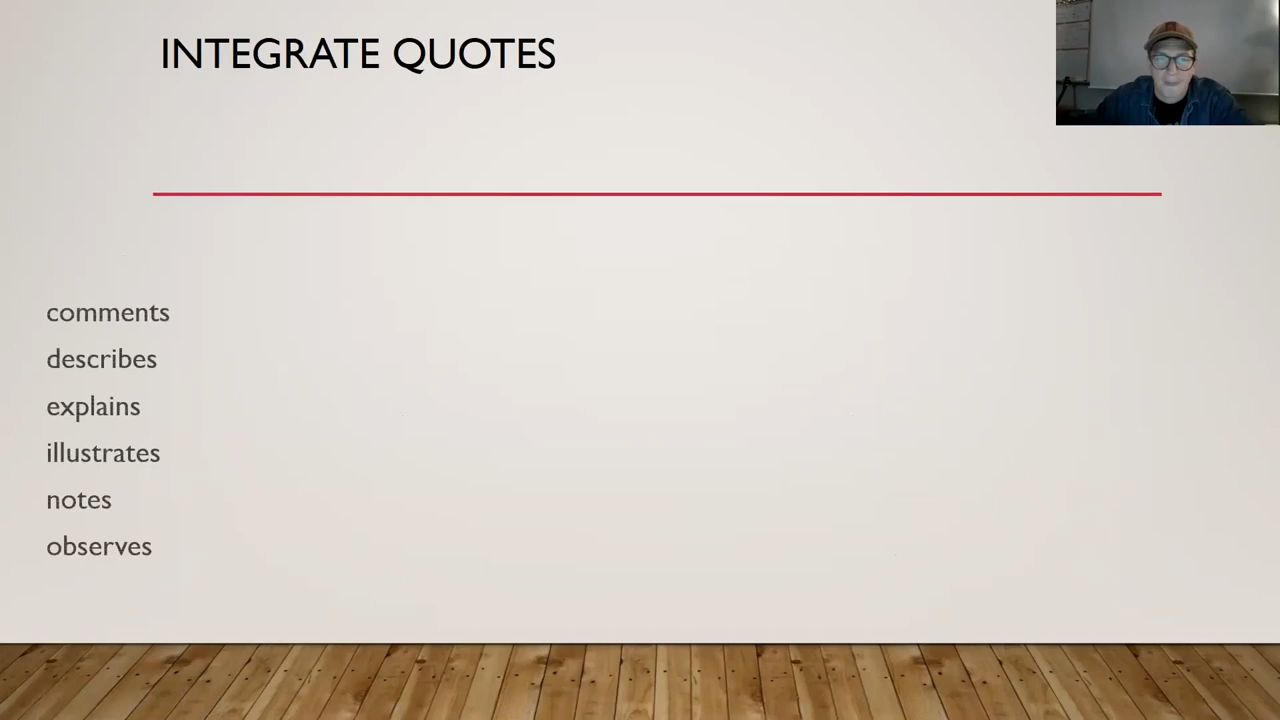 INTEGRATE QUOTES
comments
describes
explains
illustrates
notes
observes